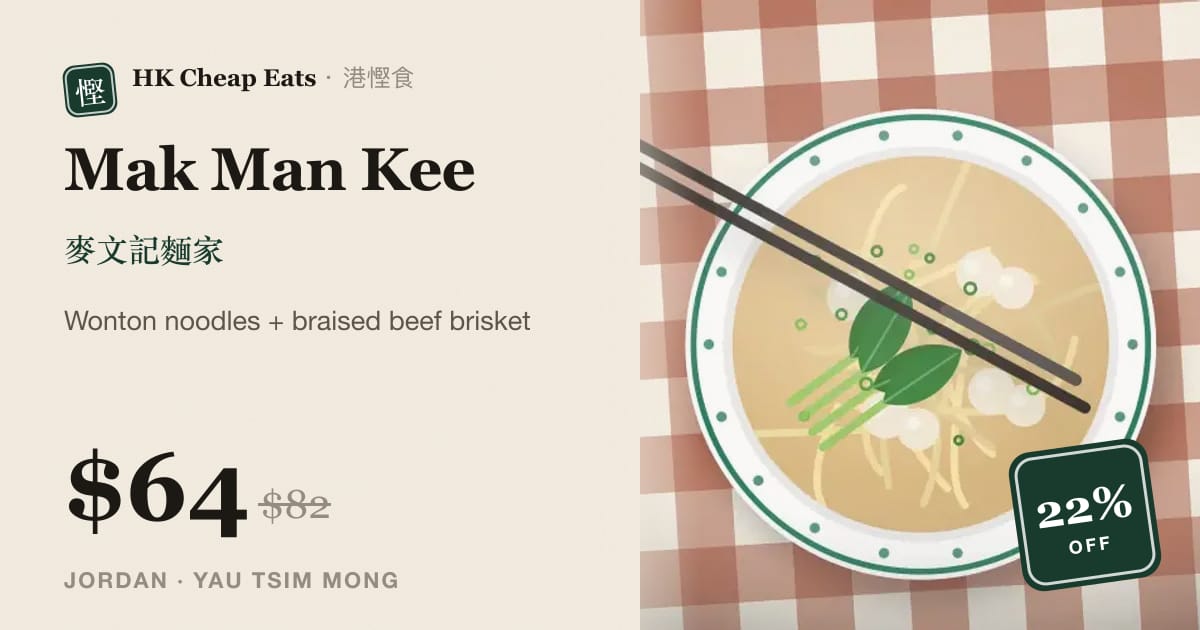 慳
HK Cheap Eats · 港慳食
Mak Man Kee
麥文記麵家
Wonton noodles + braised beef brisket
$64 $82
JORDAN · YAU TSIM MONG
22%
OFF